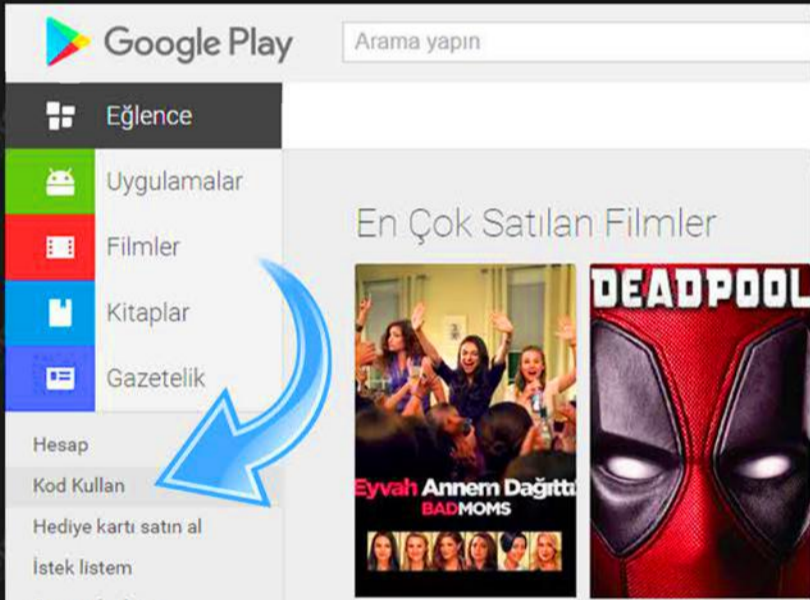 Google Play
Arama yapın
Eğlence
Uygulamalar
Filmler
Kitaplar
Gazetelik
Hesap
Kod Kullan
Hediye kartı satın al
İstek listem
En Çok Satılan Filmler
Eyvah Annem Dağıttı
BADMOMS
DEADPOOL